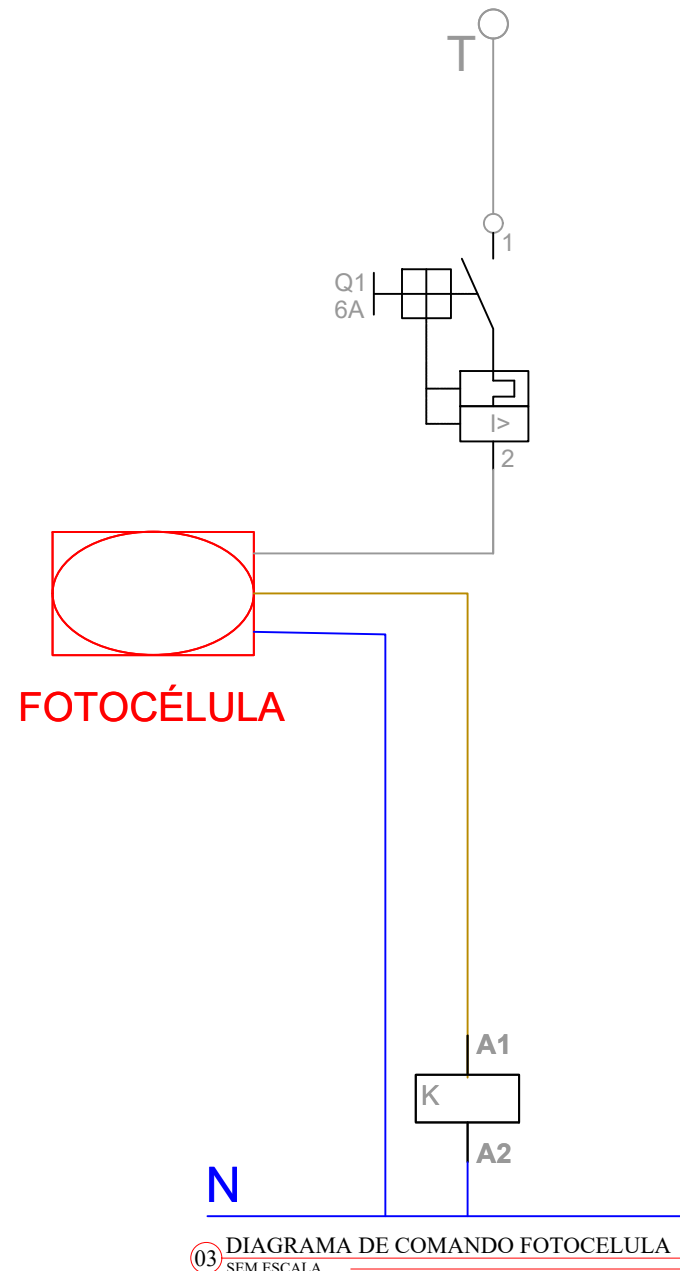 T
1
Q1
6A
I>
2
FOTOCÉLULA
A1
K
A2
N
03 DIAGRAMA DE COMANDO FOTOCELULA
SEM ESCALA